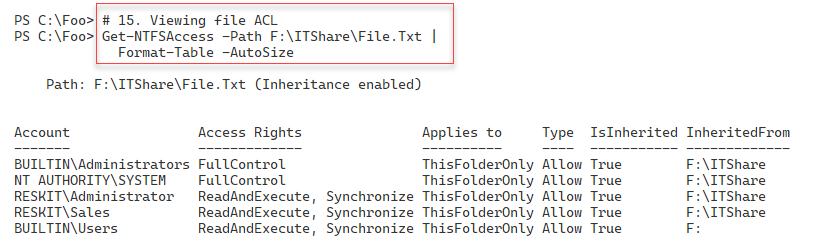 PS C:\Foo> # 15. Viewing file ACL
PS C:\Foo> Get-NTFSAccess -Path F:\ITShare\File.Txt |
Format-Table -AutoSize
Path: F:\ITShare\File.Txt (Inheritance enabled)
Account Access Rights Applies to Type IsInherited InheritedFrom
------- ------------- ---------- ---- ----------- -------------
BUILTIN\Administrators FullControl ThisFolderOnly Allow True F:\ITShare
NT AUTHORITY\SYSTEM FullControl ThisFolderOnly Allow True F:\ITShare
RESKIT\Administrator ReadAndExecute, Synchronize ThisFolderOnly Allow True F:\ITShare
RESKIT\Sales ReadAndExecute, Synchronize ThisFolderOnly Allow True F:\ITShare
BUILTIN\Users ReadAndExecute, Synchronize ThisFolderOnly Allow True F: